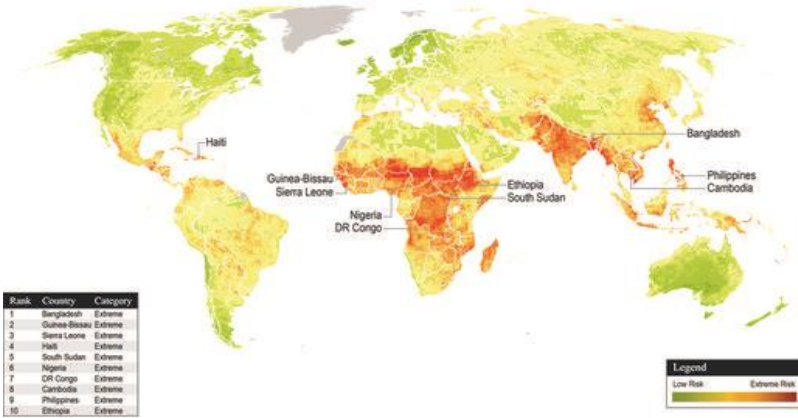 Haiti
Bangladesh
Guinea-Bissau
Sierra Leone
Ethiopia
South Sudan
Philippines
Cambodia
Nigeria
DR Congo
Rank Country Category
1 Bangladesh Extreme
2 Guinea-Bissau Extreme
3 Sierra Leone Extreme
4 Haiti Extreme
5 South Sudan Extreme
6 Nigeria Extreme
7 DR Congo Extreme
8 Cambodia Extreme
9 Philippines Extreme
10 Ethiopia Extreme
Legend
Low Risk Extreme Risk